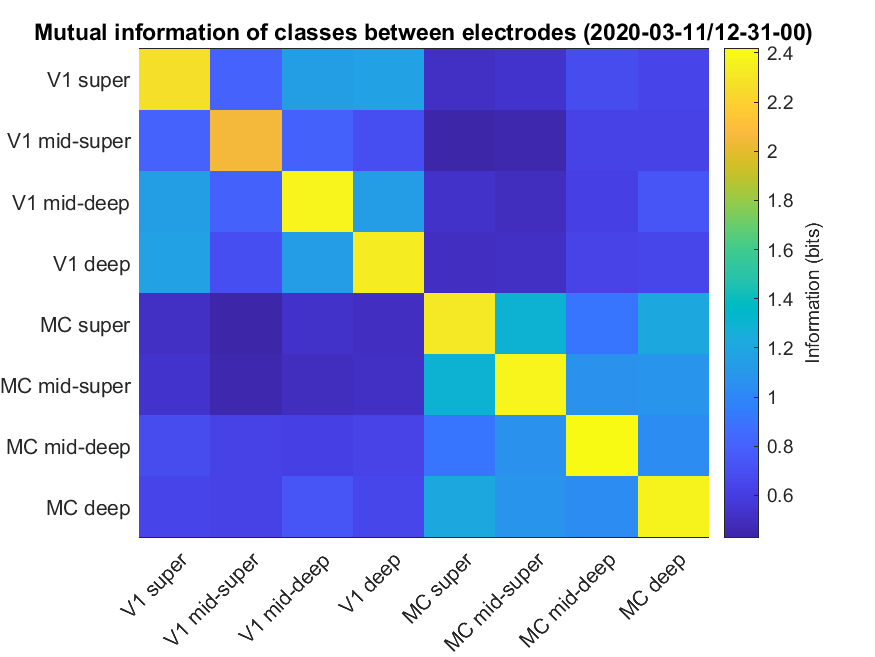 Mutual information of classes between electrodes (2020-03-11/12-31-00)
V1 super
V1 mid-super
V1 mid-deep
V1 deep
MC super
MC mid-super
MC mid-deep
MC deep
V1 super
V1 mid-super
V1 mid-deep
V1 deep
MC super
MC mid-super
MC mid-deep
MC deep
2.4
2.2
2
1.8
1.6
1.4
1.2
1
0.8
0.6
Information (bits)